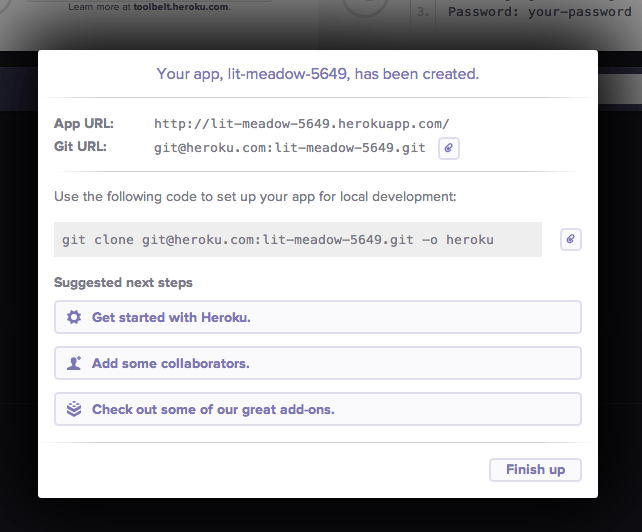 Learn more at toolbelt.heroku.com.
3. Password: your-password
Your app, lit-meadow-5649, has been created.
App URL: http://lit-meadow-5649.herokuapp.com/
Git URL: git@heroku.com:lit-meadow-5649.git
Use the following code to set up your app for local development:
git clone git@heroku.com:lit-meadow-5649.git -o heroku
Suggested next steps
Get started with Heroku.
Add some collaborators.
Check out some of our great add-ons.
Finish up